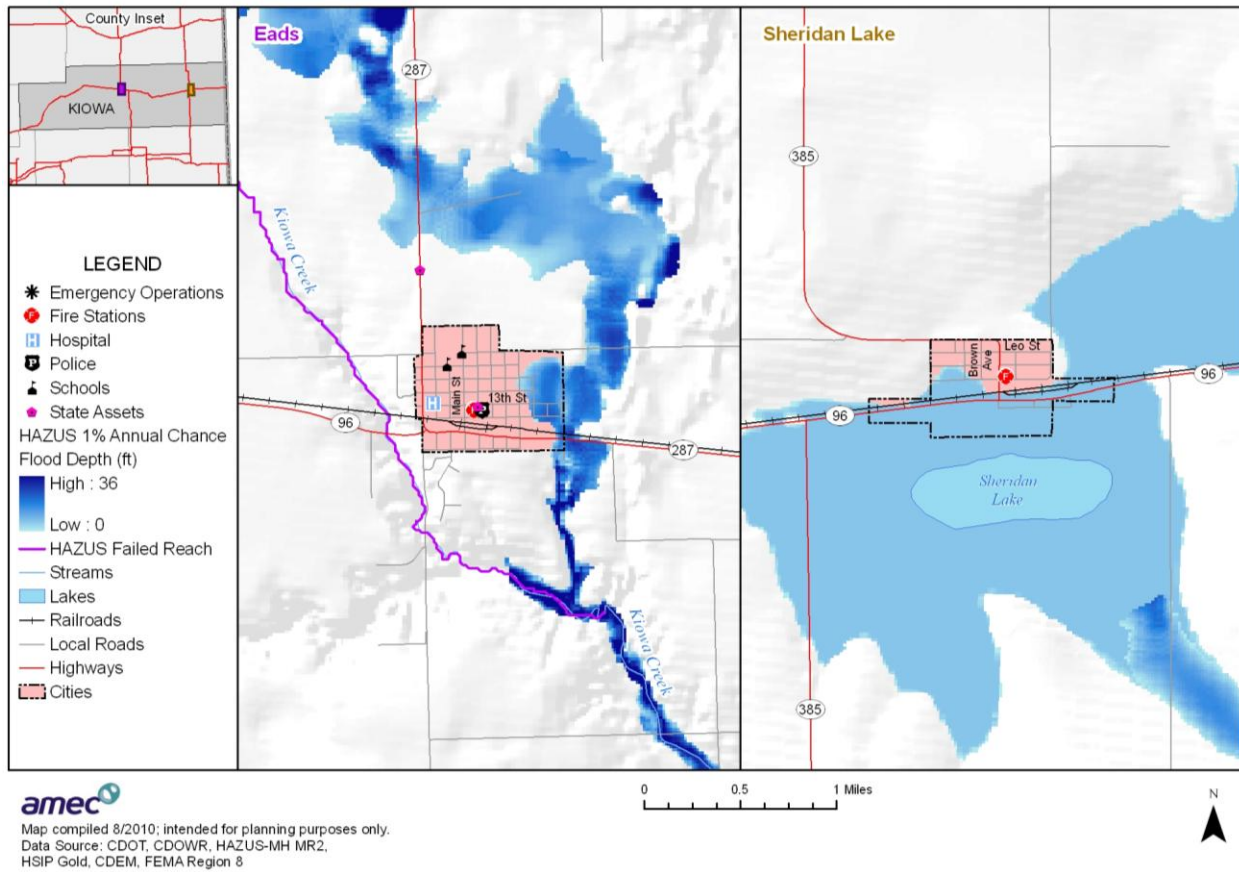 County Inset
KIOWA
LEGEND
Emergency Operations
F Fire Stations
H Hospital
P Police
Schools
State Assets
HAZUS 1% Annual Chance
Flood Depth (ft)
High : 36
Low : 0
HAZUS Failed Reach
Streams
Lakes
Railroads
Local Roads
Highways
Cities
Eads
287
Kiowa Creek
Main St
H
F
P
13th St
96
287
Kiowa Creek
Sheridan Lake
385
Brown
Ave
Leo St
F
96
96
Sheridan
Lake
385
amec
Map compiled 8/2010; intended for planning purposes only.
Data Source: CDOT, CDOWR, HAZUS-MH MR2,
HSIP Gold, CDEM, FEMA Region 8
0 0.5 1 Miles
N